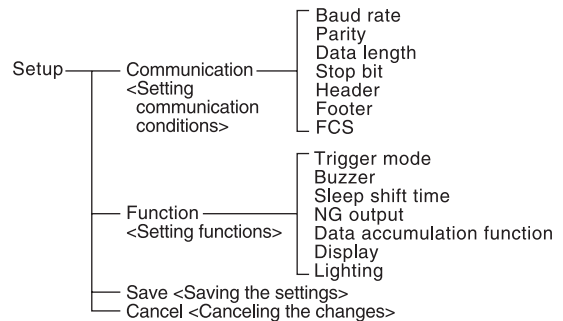 Setup
Communication
<Setting
communication
conditions>
Baud rate
Parity
Data length
Stop bit
Header
Footer
FCS
Function
<Setting functions>
Trigger mode
Buzzer
Sleep shift time
NG output
Data accumulation function
Display
Lighting
Save <Saving the settings>
Cancel <Canceling the changes>